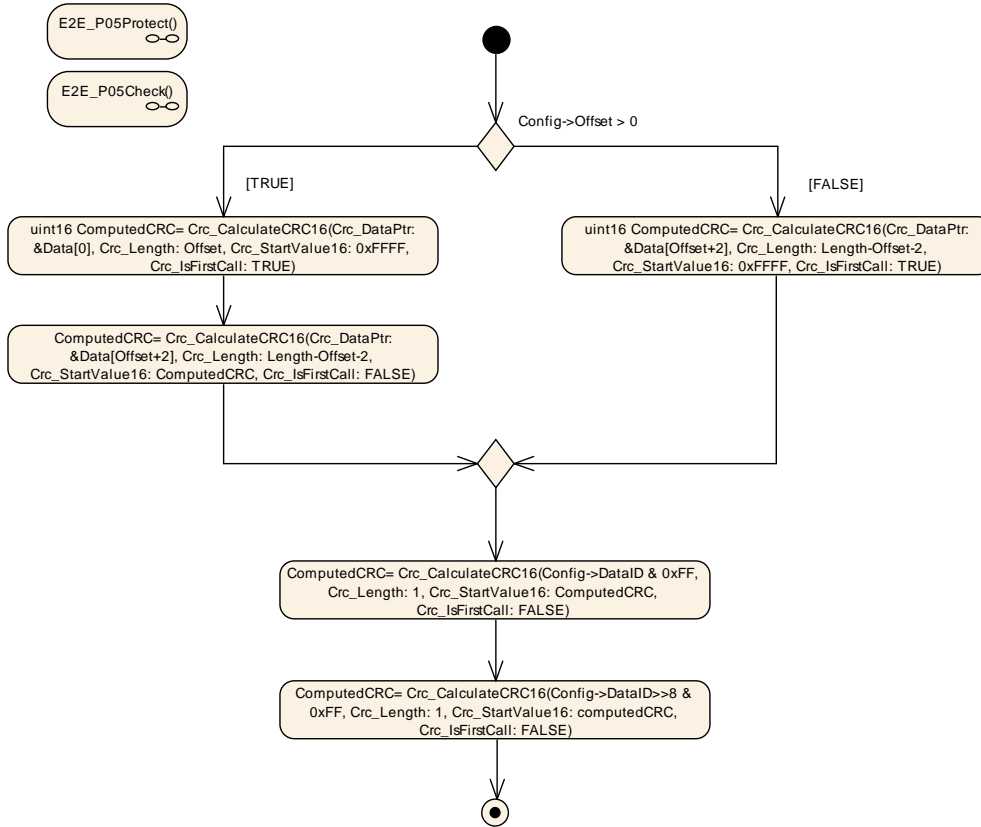 E2E_P05Protect()
E2E_P05Check()
Config->Offset > 0
[TRUE]
[FALSE]
uint16 ComputedCRC= Crc_CalculateCRC16(Crc_DataPtr:
&Data[0], Crc_Length: Offset, Crc_StartValue16: 0xFFFF,
Crc_IsFirstCall: TRUE)
uint16 ComputedCRC= Crc_CalculateCRC16(Crc_DataPtr:
&Data[Offset+2], Crc_Length: Length-Offset-2,
Crc_StartValue16: 0xFFFF, Crc_IsFirstCall: TRUE)
ComputedCRC= Crc_CalculateCRC16(Crc_DataPtr:
&Data[Offset+2], Crc_Length: Length-Offset-2,
Crc_StartValue16: ComputedCRC, Crc_IsFirstCall: FALSE)
ComputedCRC= Crc_CalculateCRC16(Config->DataID & 0xFF,
Crc_Length: 1, Crc_StartValue16: ComputedCRC,
Crc_IsFirstCall: FALSE)
ComputedCRC= Crc_CalculateCRC16(Config->DataID>>8 &
0xFF, Crc_Length: 1, Crc_StartValue16: computedCRC,
Crc_IsFirstCall: FALSE)